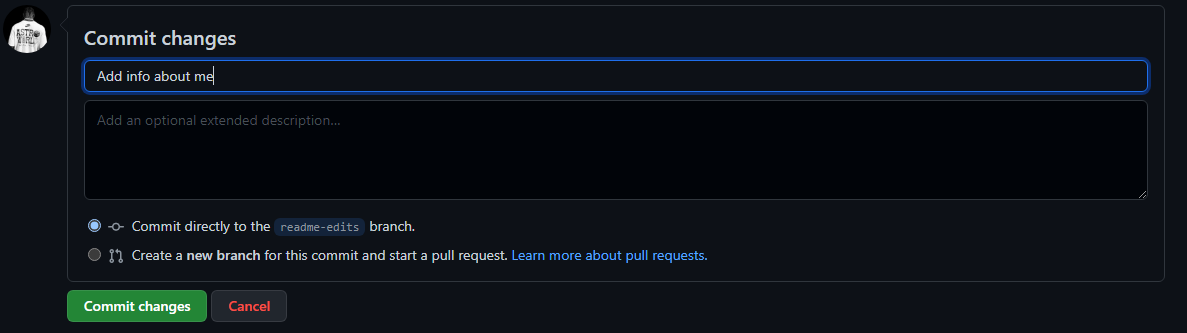 Commit changes
Add info about me
Add an optional extended description...
Commit directly to the readme-edits branch.
Create a new branch for this commit and start a pull request. Learn more about pull requests.
Commit changes Cancel